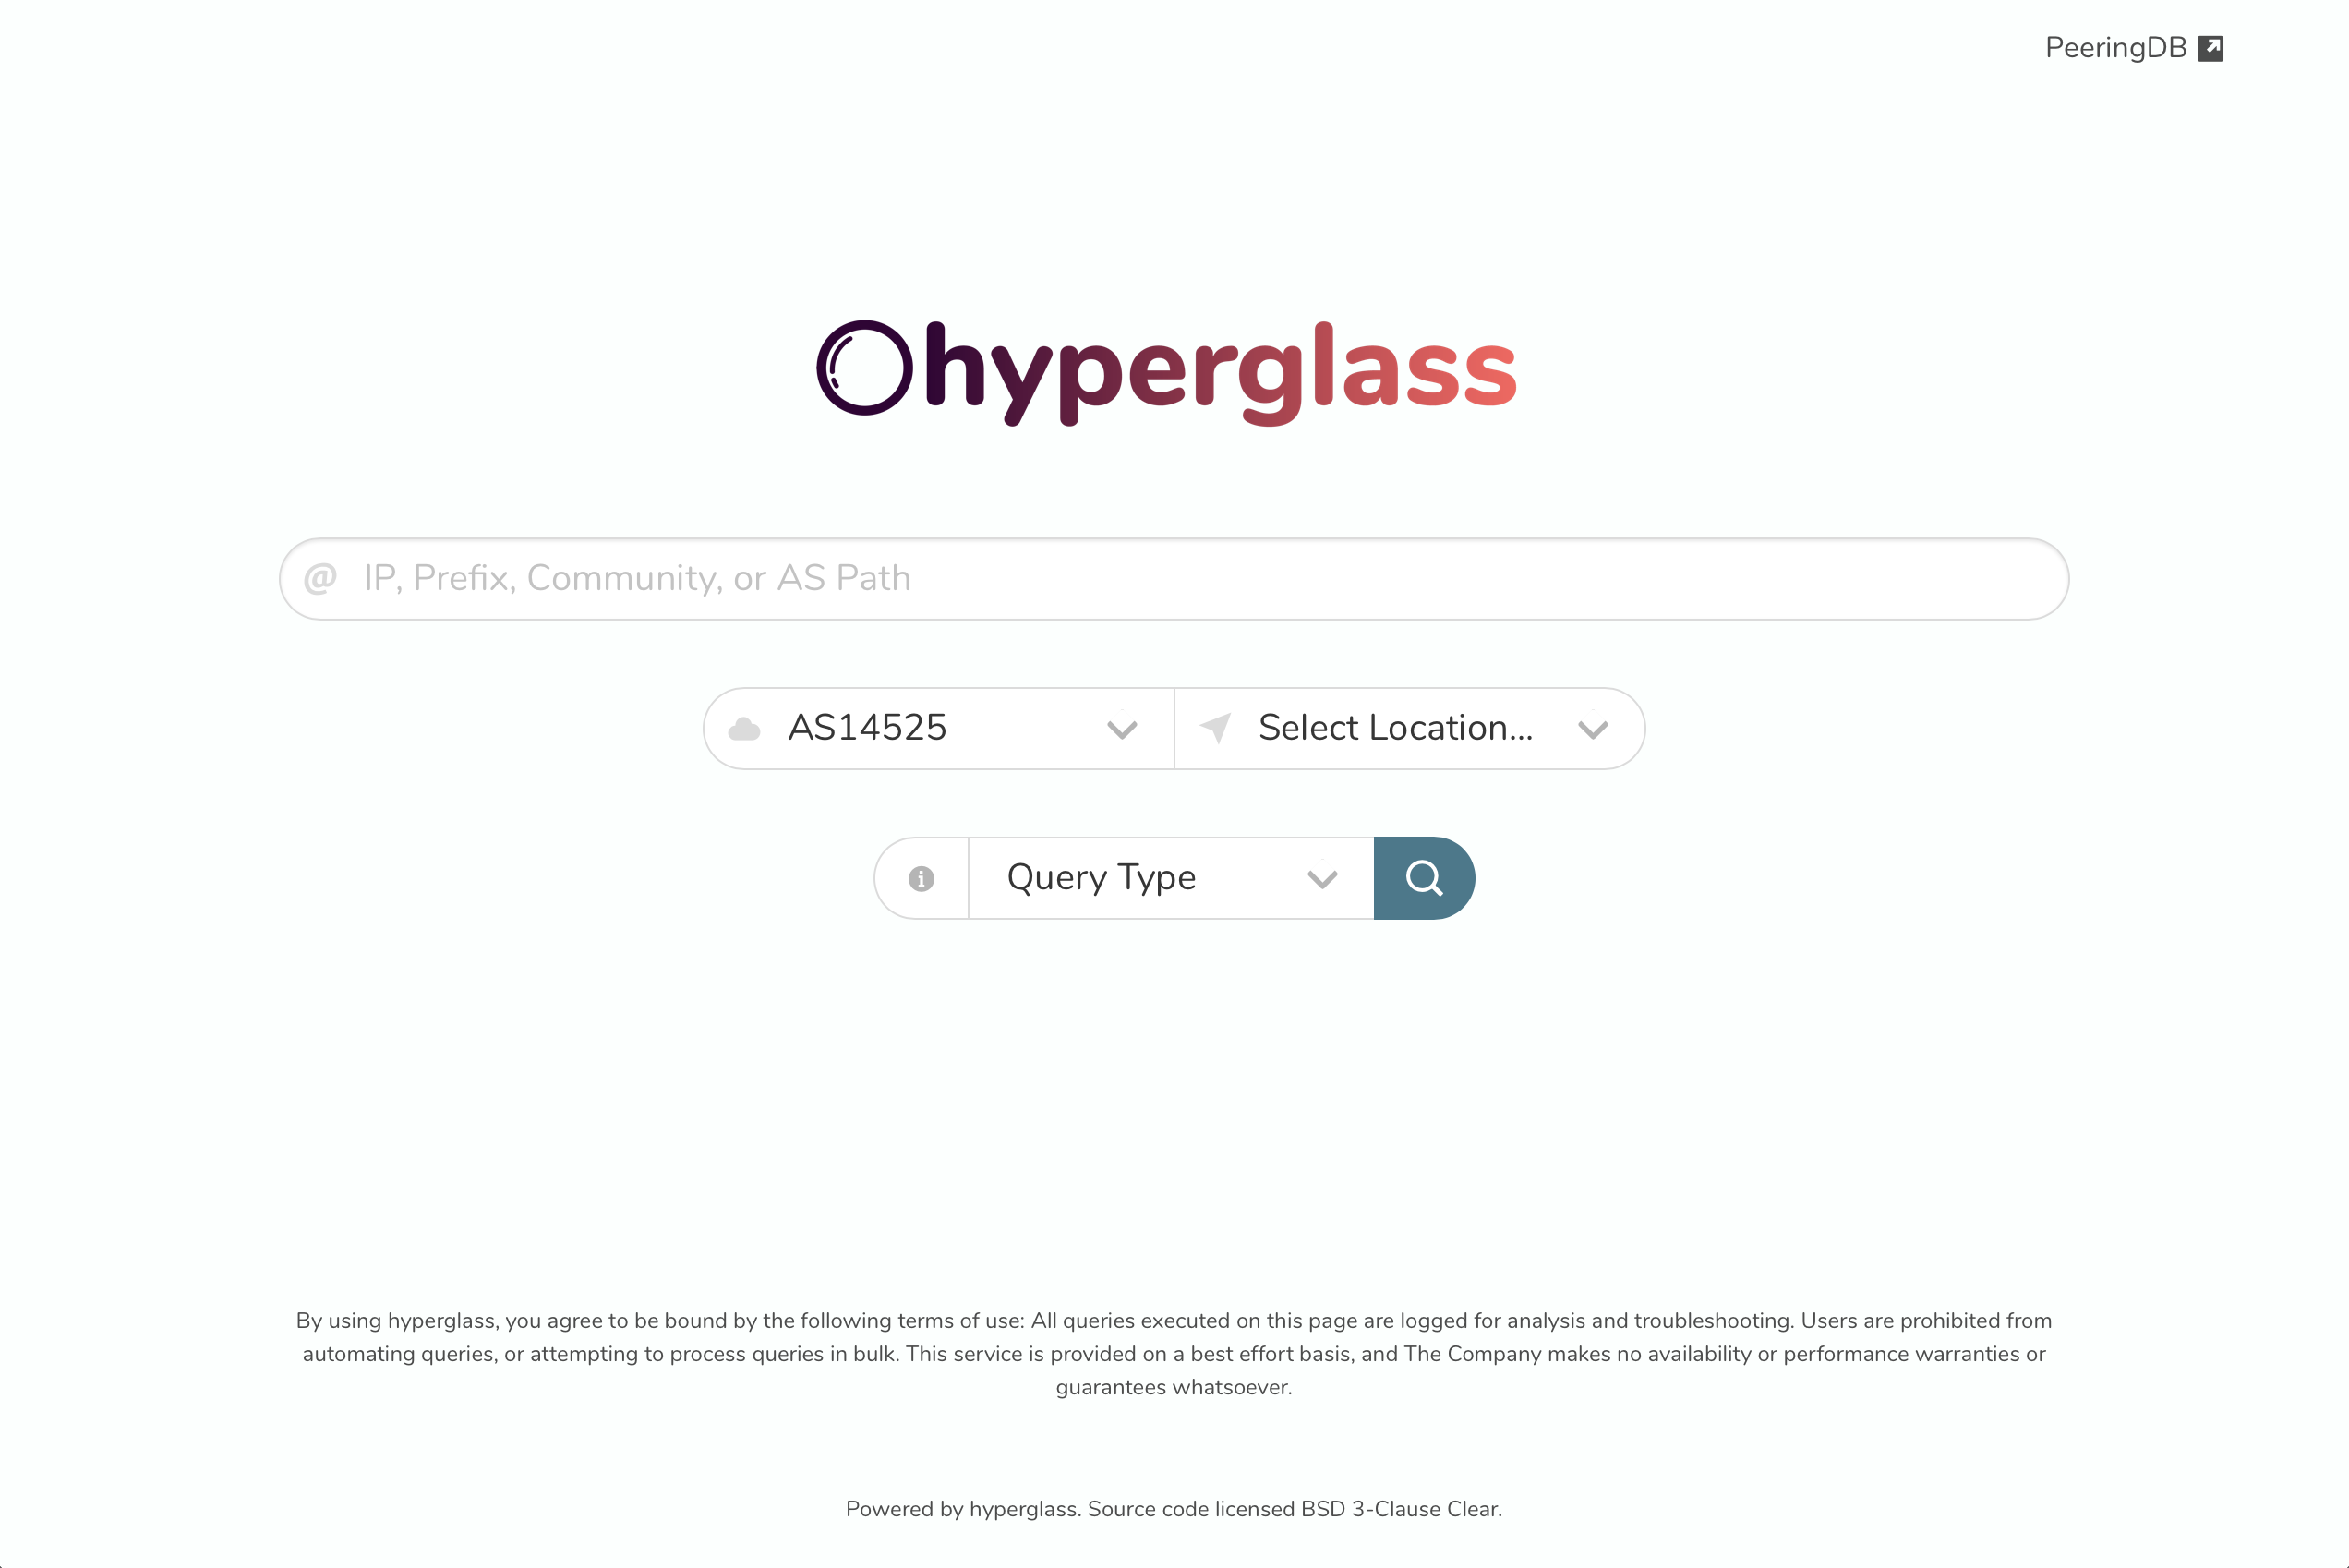 PeeringDB
hyperglass
@ IP, Prefix, Community, or AS Path
AS14525
Select Location...
Query Type
By using hyperglass, you agree to be bound by the following terms of use: All queries executed on this page are logged for analysis and troubleshooting. Users are prohibited from
automating queries, or attempting to process queries in bulk. This service is provided on a best effort basis, and The Company makes no availability or performance warranties or
guarantees whatsoever.
Powered by hyperglass. Source code licensed BSD 3-Clause Clear.